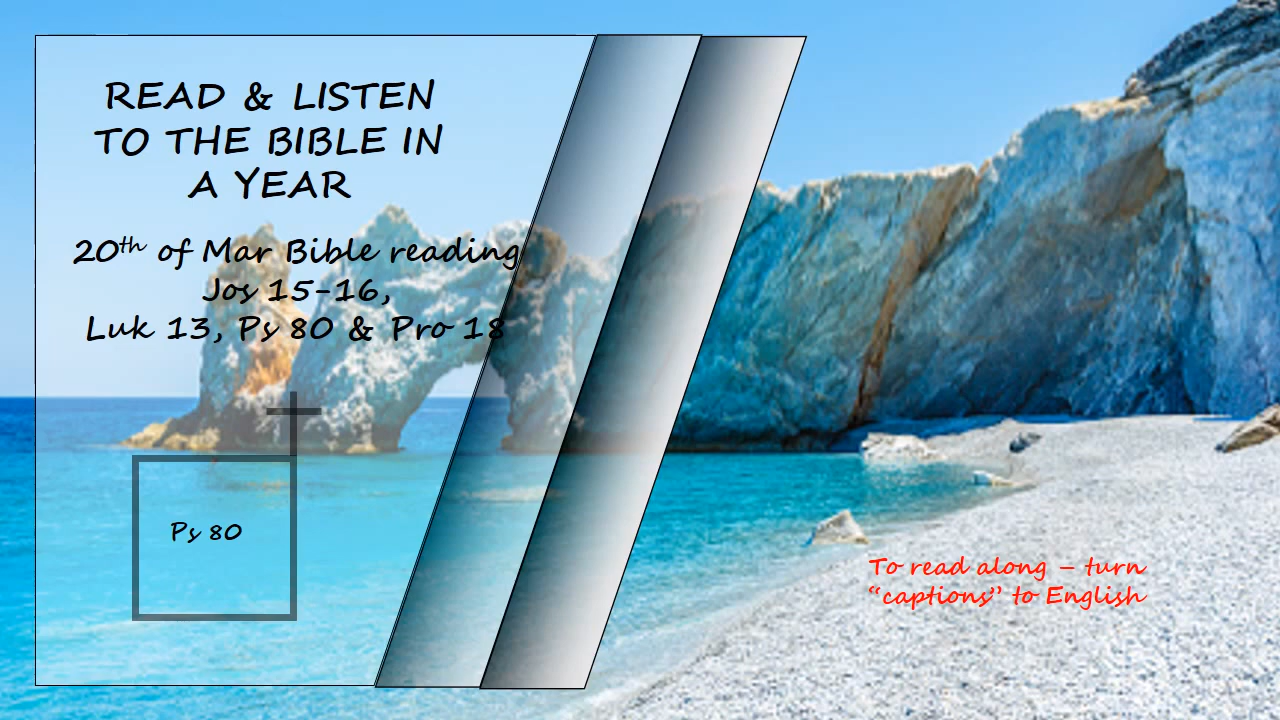 READ & LISTEN
TO THE BIBLE IN
A YEAR
20th of Mar Bible reading
Jos 15-16,
Luk 13, Ps 80 & Pro 18
Ps 80
To read along – turn
“captions” to English